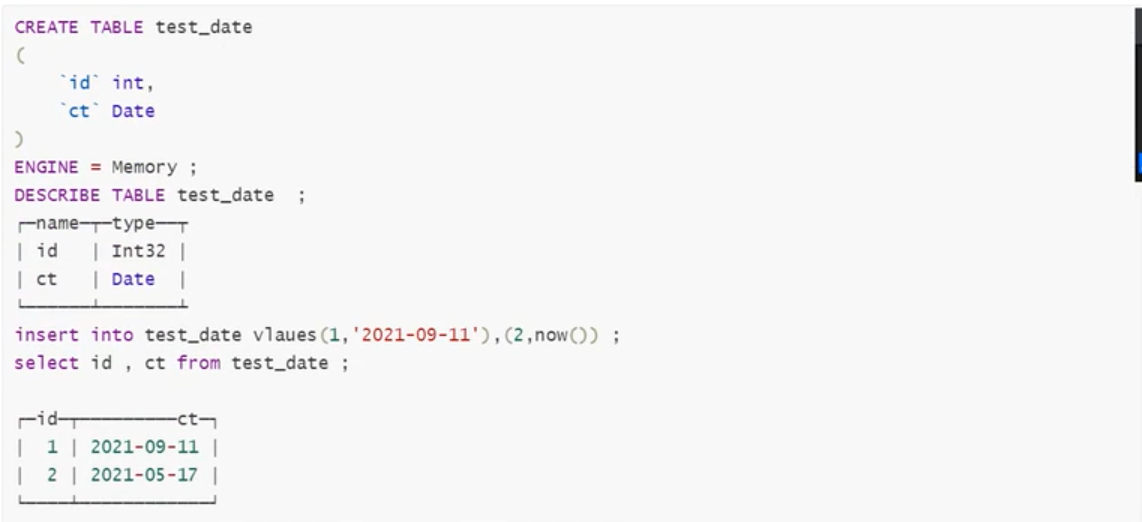 CREATE TABLE test_date
(
    `id` int,
    `ct` Date
)
ENGINE = Memory ;
DESCRIBE TABLE test_date  ;
┌─name─┬─type──┬
| id   | Int32 |
| ct   | Date  |
└──────┴───────┴
insert into test_date vlaues(1,'2021-09-11'),(2,now()) ;
select id , ct from test_date ;
┌─id─┬─────────ct─┐
|  1 | 2021-09-11 |
|  2 | 2021-05-17 |
└────┴────────────┘